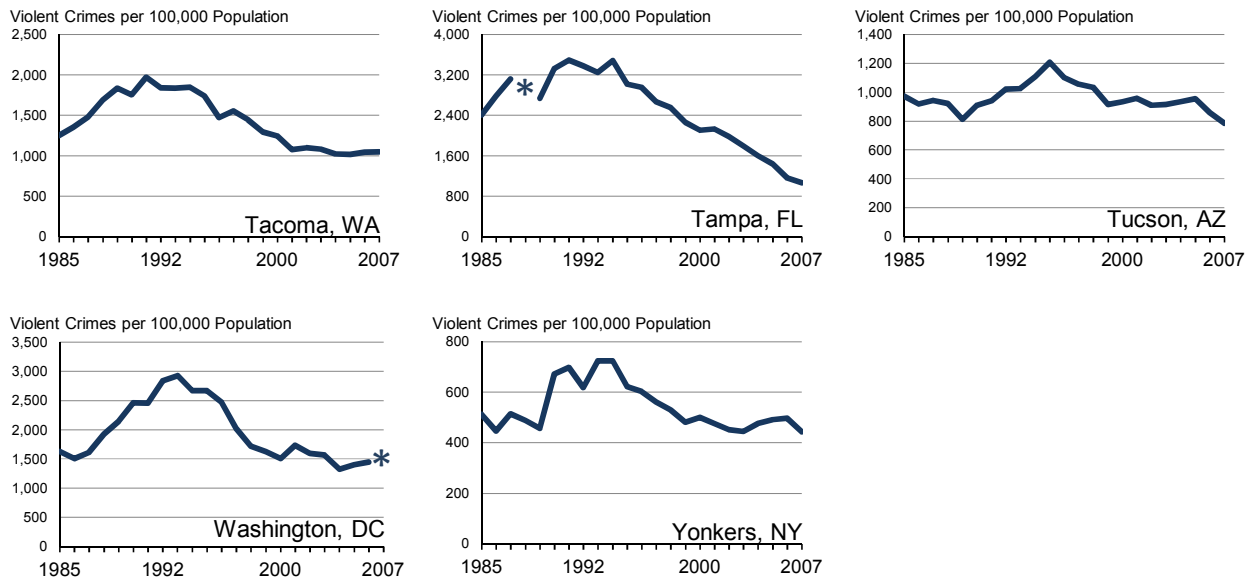 Violent Crimes per 100,000 Population
2,500
2,000
1,500
1,000
500
0
1985 1992 2000 2007
Tacoma, WA
Violent Crimes per 100,000 Population
4,000
3,200
2,400
1,600
800
0
*
1985 1992 2000 2007
Tampa, FL
Violent Crimes per 100,000 Population
1,400
1,200
1,000
800
600
400
200
0
1985 1992 2000 2007
Tucson, AZ
Violent Crimes per 100,000 Population
3,500
3,000
2,500
2,000
1,500
1,000
500
0
*
1985 1992 2000 2007
Washington, DC
Violent Crimes per 100,000 Population
800
600
400
200
0
1985 1992 2000 2007
Yonkers, NY